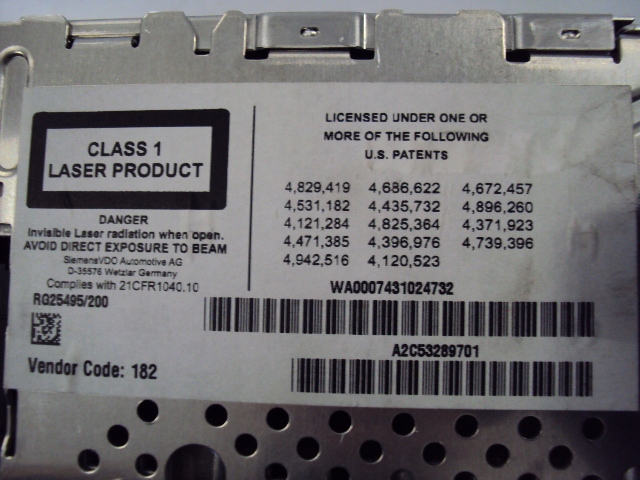 CLASS 1
LASER PRODUCT
DANGER
Invisible Laser radiation when open.
AVOID DIRECT EXPOSURE TO BEAM
SiemensVDO Automotive AG
D-35576 Wetzlar Germany
Complies with 21CFR1040.10
RG25495/200
Vendor Code: 182
LICENSED UNDER ONE OR
MORE OF THE FOLLOWING
U.S. PATENTS
4,829,419 4,686,622 4,672,457
4,531,182 4,435,732 4,896,260
4,121,284 4,825,364 4,371,923
4,471,385 4,396,976 4,739,396
4,942,516 4,120,523
WA0007431024732
A2C53289701